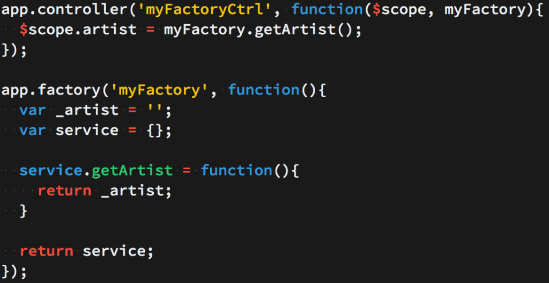 app.controller('myFactoryCtrl', function($scope, myFactory){
  $scope.artist = myFactory.getArtist();
});

app.factory('myFactory', function(){
  var _artist = '';
  var service = {};

  service.getArtist = function(){
    return _artist;
  }

  return service;
});